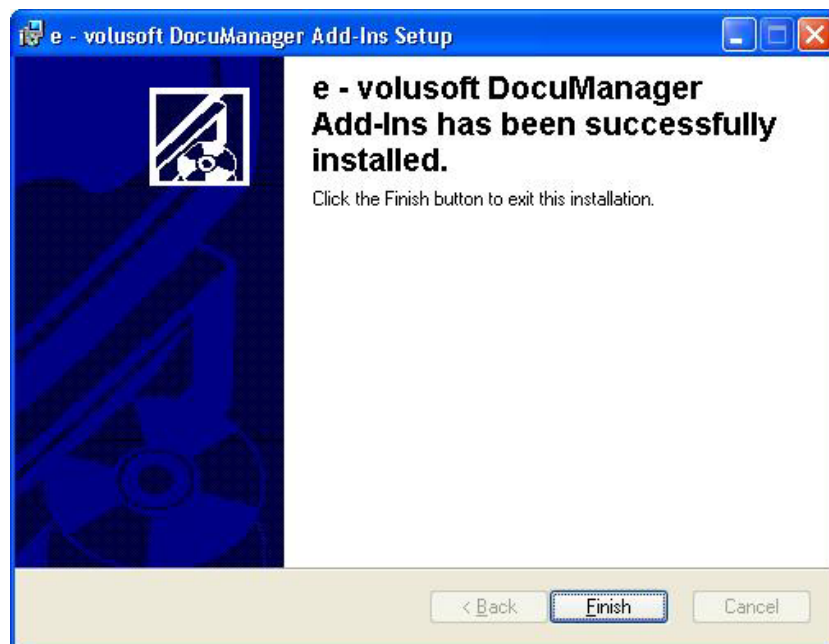 e - volusoft DocuManager Add-Ins Setup
e - volusoft DocuManager
Add-Ins has been successfully
installed.
Click the Finish button to exit this installation.
< Back
Finish
Cancel